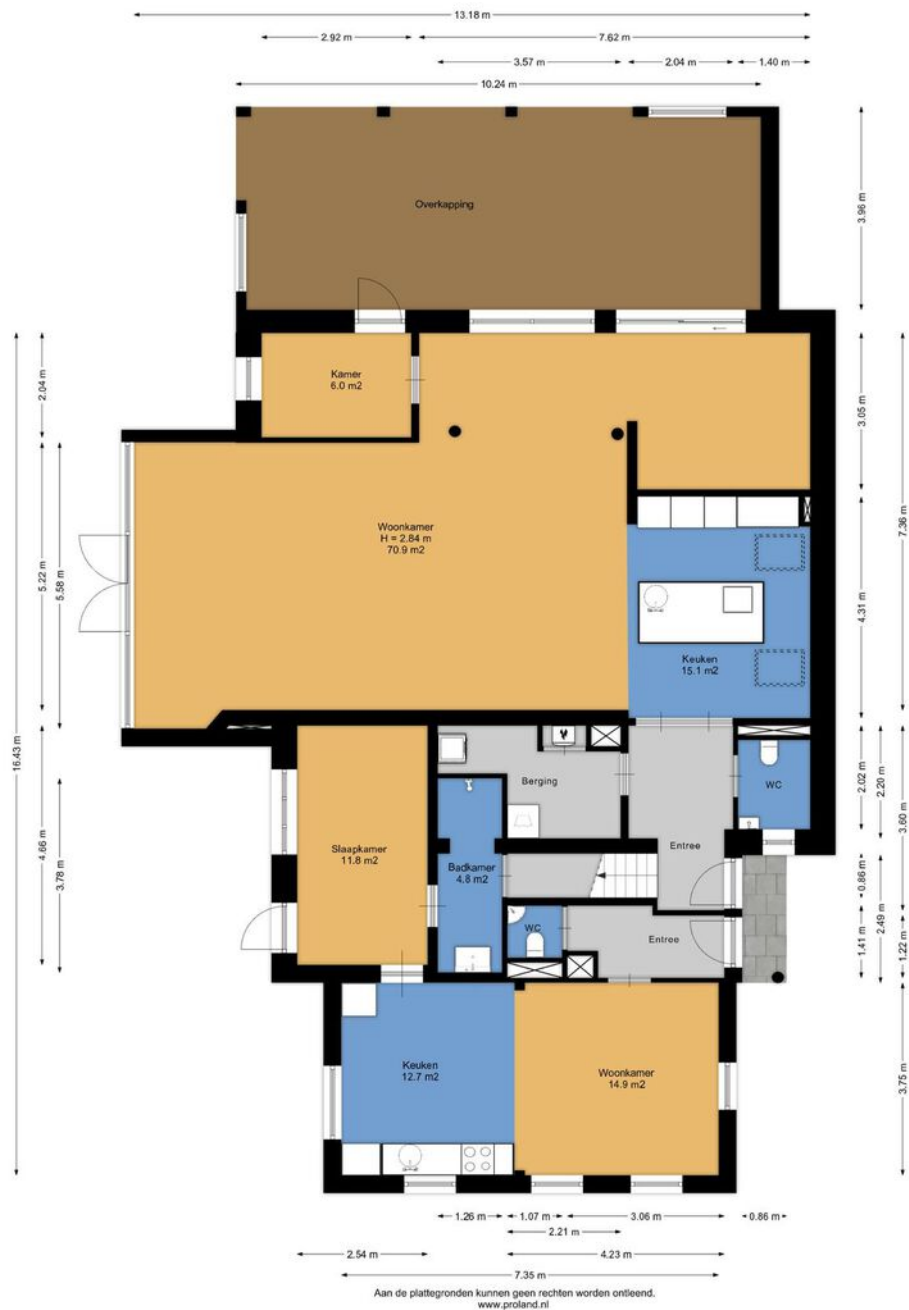 13.18 m
2.92 m
7.62 m
3.57 m
2.04 m
1.40 m
10.24 m
Overkapping
3.96 m
Kamer
6.0 m2
2.04 m
3.05 m
7.36 m
Woonkamer
H = 2.84 m
70.9 m2
5.22 m
5.58 m
4.31 m
Keuken
15.1 m2
16.43 m
Berging
WC
2.02 m
2.20 m
3.60 m
Slaapkamer
11.8 m2
Badkamer
4.8 m2
Entree
4.66 m
3.78 m
0.86 m
2.49 m
WC
Entree
1.41 m
1.22 m
Keuken
12.7 m2
Woonkamer
14.9 m2
3.75 m
1.26 m
1.07 m
3.06 m
0.86 m
2.21 m
2.54 m
4.23 m
7.35 m
Aan de plattegronden kunnen geen rechten worden ontleend.
www.proland.nl